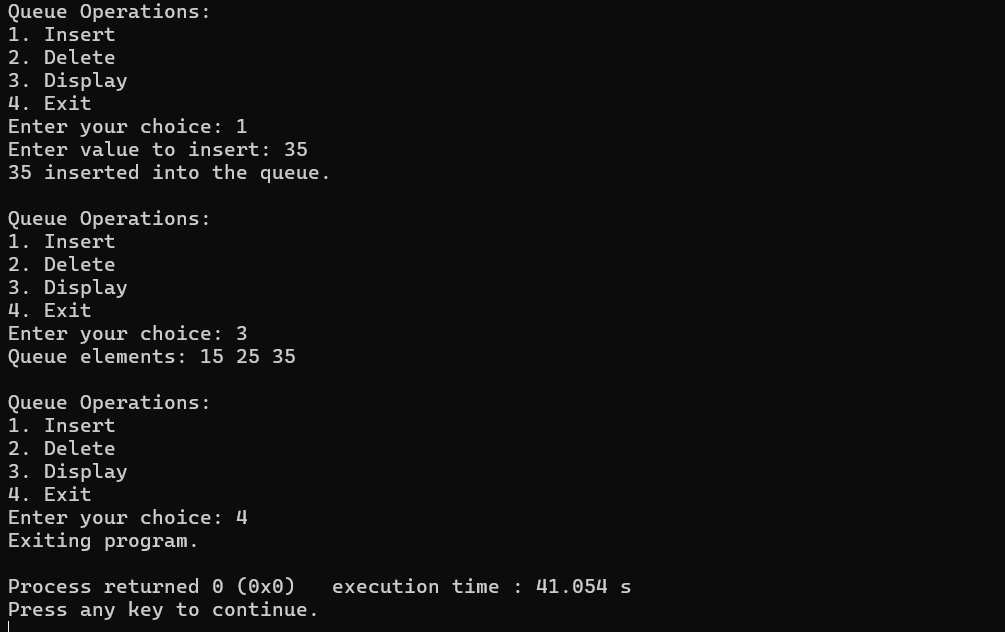 Queue Operations:
1. Insert
2. Delete
3. Display
4. Exit
Enter your choice: 1
Enter value to insert: 35
35 inserted into the queue.

Queue Operations:
1. Insert
2. Delete
3. Display
4. Exit
Enter your choice: 3
Queue elements: 15 25 35

Queue Operations:
1. Insert
2. Delete
3. Display
4. Exit
Enter your choice: 4
Exiting program.

Process returned 0 (0x0)   execution time : 41.054 s
Press any key to continue.